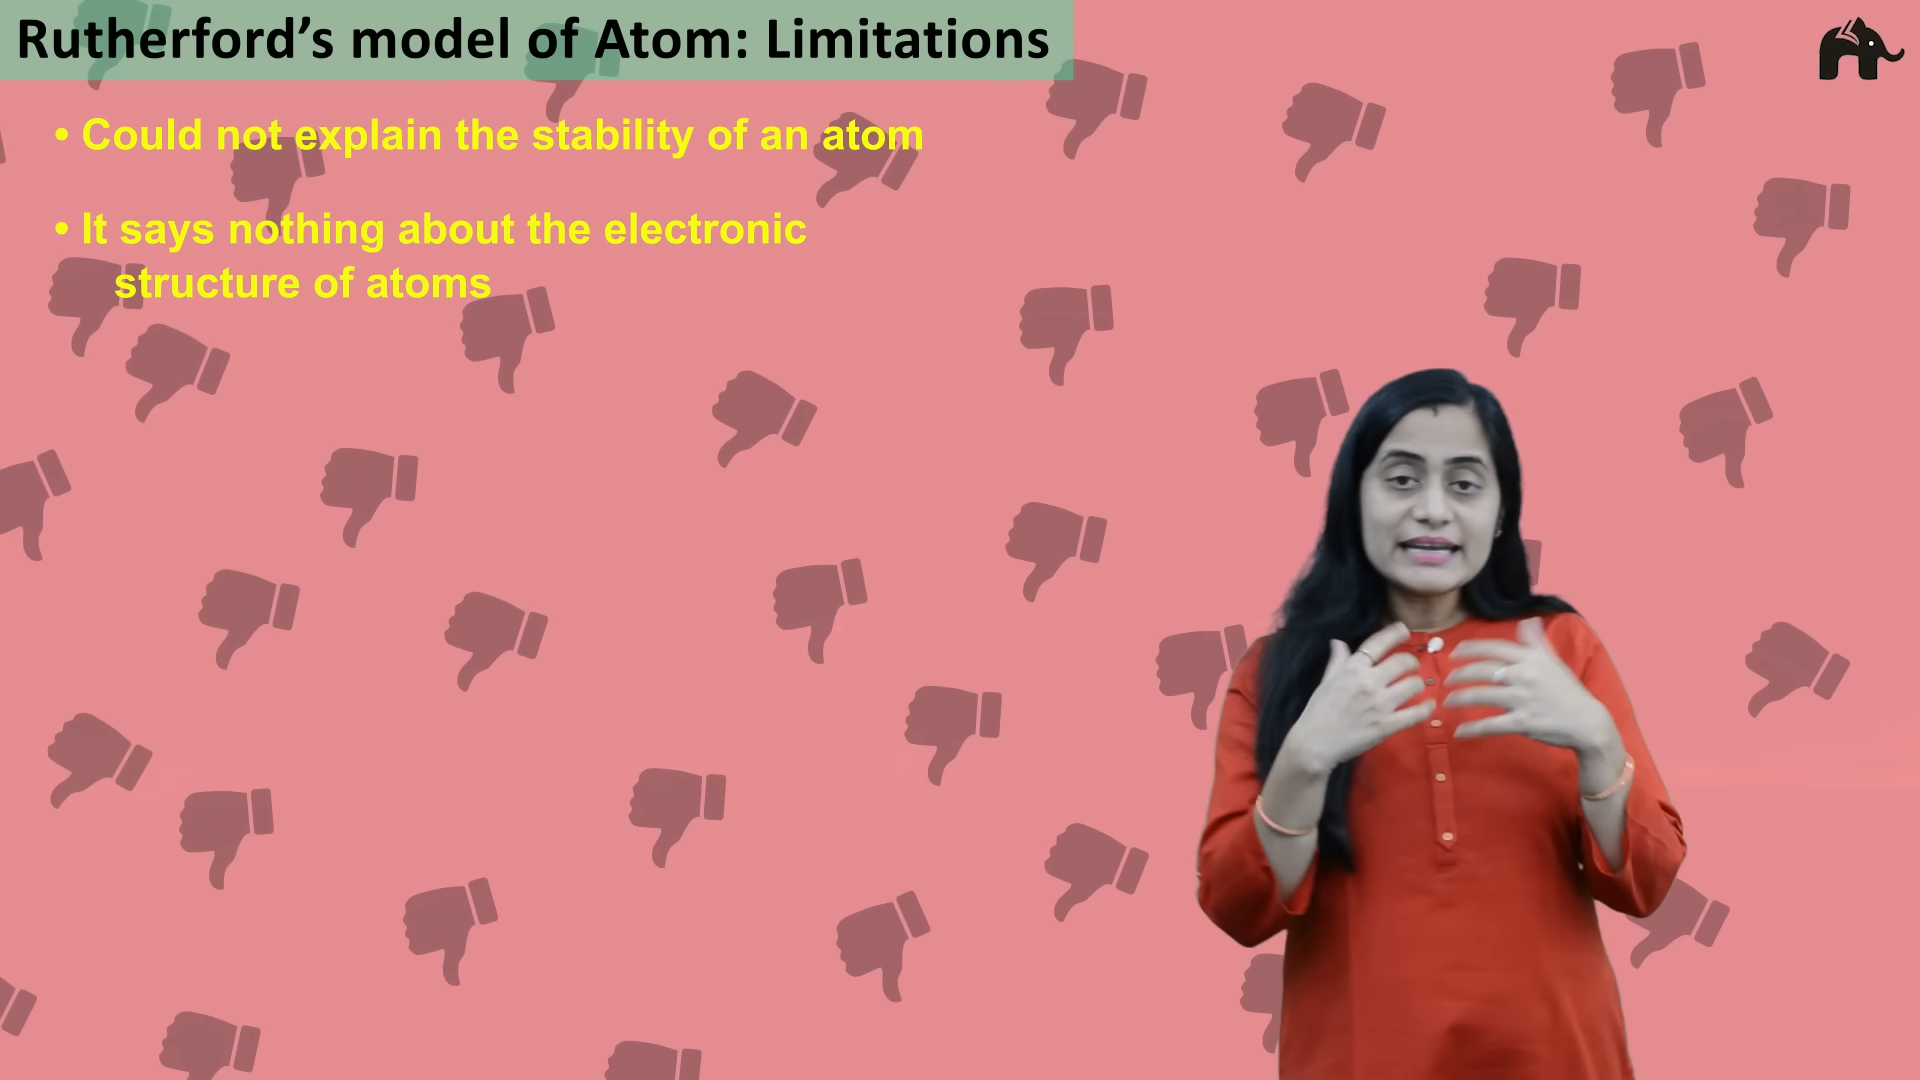 Rutherford’s model of Atom: Limitations
• Could not explain the stability of an atom
• It says nothing about the electronic
structure of atoms